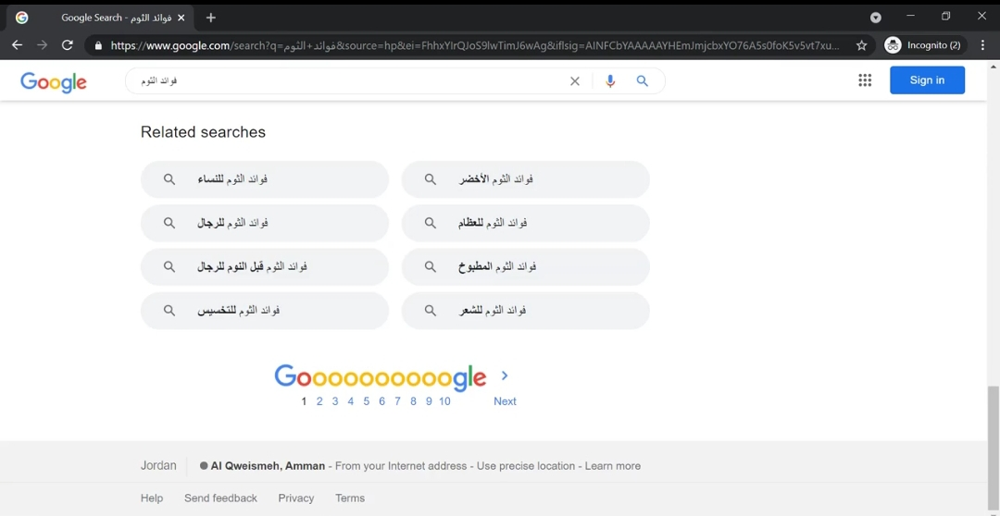 فوائد الثوم - Google Search
https://www.google.com/search?q=فوائد+الثوم&source=hp&ei=FhhxYIrQJoS9lwTimJ6wAg&iflsig=AINFCbYAAAAAYHEmJmjcbxYO76A5s0foK5v5vt7xu...
Incognito (2)
Google
فوائد الثوم
Sign in
Related searches
فوائد الثوم للنساء
فوائد الثوم الأخضر
فوائد الثوم للرجال
فوائد الثوم للعظام
فوائد الثوم قبل النوم للرجال
فوائد الثوم المطبوخ
فوائد الثوم للتخسيس
فوائد الثوم للشعر
Goooooooooogle >
1 2 3 4 5 6 7 8 9 10 Next
Jordan Al Qweismeh, Amman - From your Internet address - Use precise location - Learn more
Help Send feedback Privacy Terms